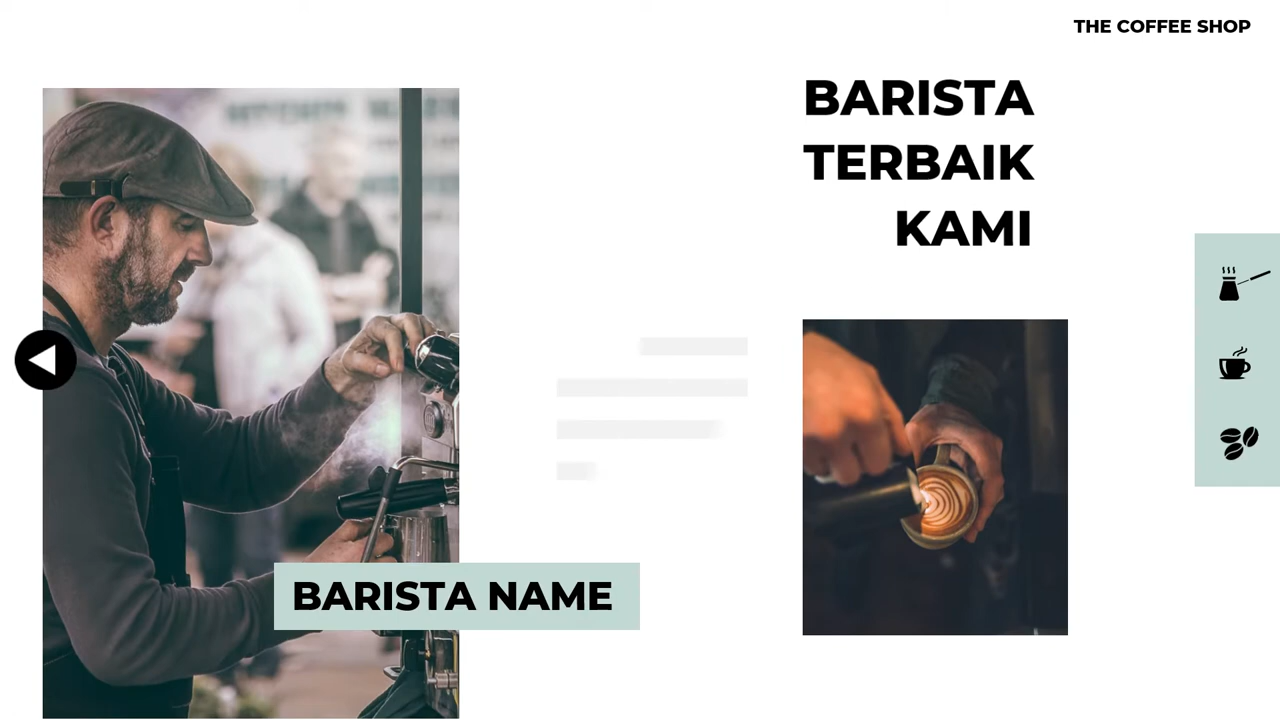 THE COFFEE SHOP
BARISTA
TERBAIK
KAMI
BARISTA NAME